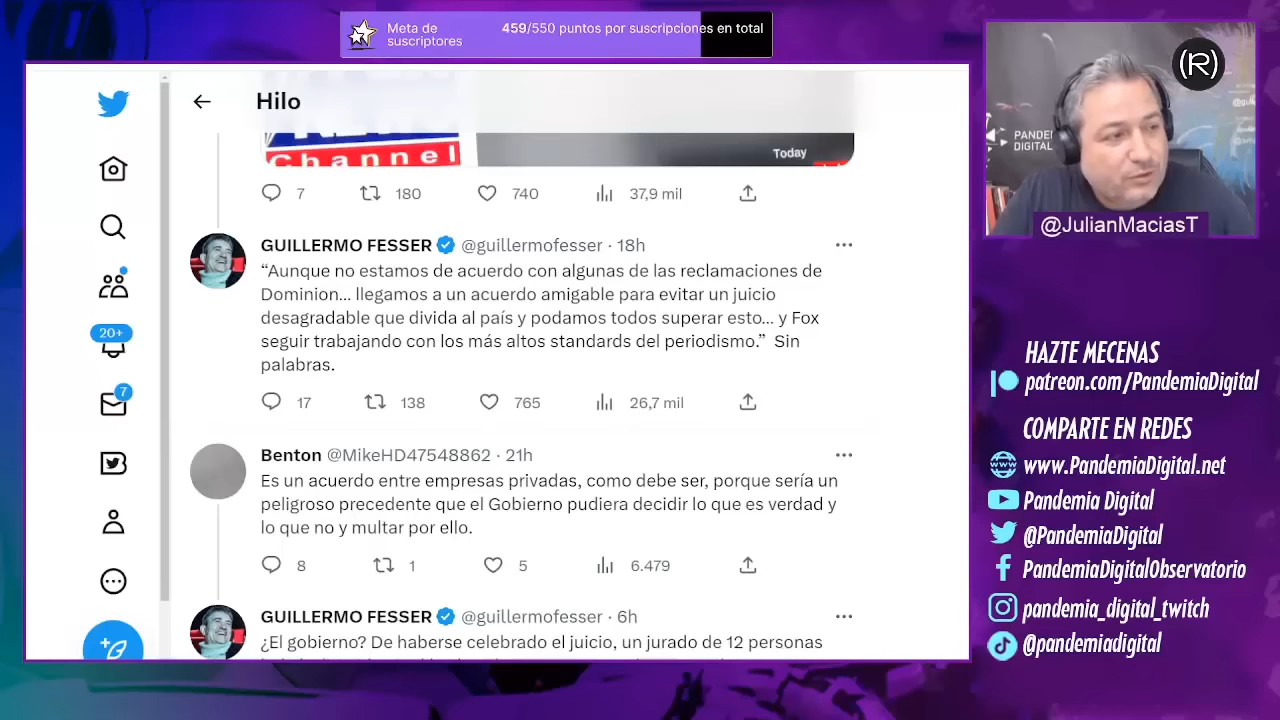 Meta de
suscriptores
459/550 puntos por suscripciones en total
Hilo
Channel
Today
7 180 740 37,9 mil
GUILLERMO FESSER @guillermofesser · 18h
“Aunque no estamos de acuerdo con algunas de las reclamaciones de
Dominion... llegamos a un acuerdo amigable para evitar un juicio
desagradable que divida al país y podamos todos superar esto... y Fox
seguir trabajando con los más altos standards del periodismo.” Sin
palabras.
17 138 765 26,7 mil
Benton @MikeHD47548862 · 21h
Es un acuerdo entre empresas privadas, como debe ser, porque sería un
peligroso precedente que el Gobierno pudiera decidir lo que es verdad y
lo que no y multar por ello.
8 1 5 6.479
GUILLERMO FESSER @guillermofesser · 6h
¿El gobierno? De haberse celebrado el juicio, un jurado de 12 personas
20+
7
(R)
PANDEM
DIGITAL
@JulianMaciasT
HAZTE MECENAS
patreon.com/PandemiaDigital
COMPARTE EN REDES
www.PandemiaDigital.net
Pandemia Digital
@PandemiaDigital
PandemiaDigitalObservatorio
pandemia_digital_twitch
@pandemiadigital